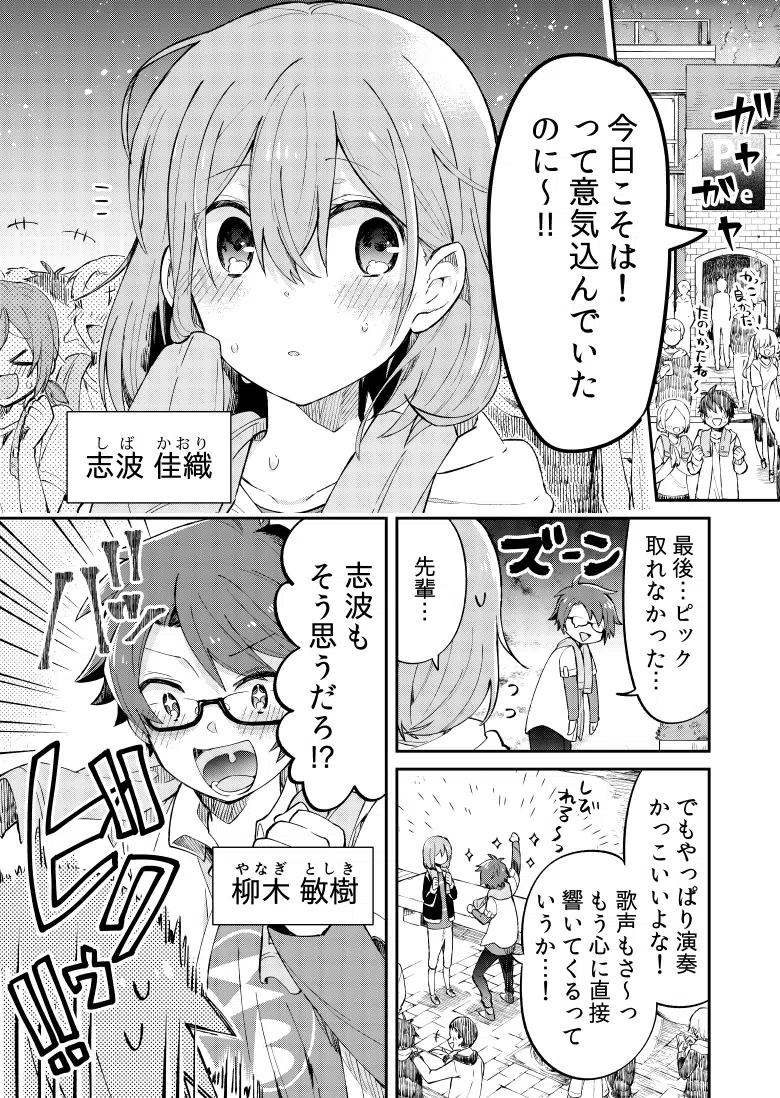 ガヤガヤ
P
e
かっこ
良かった
たのしかったね〜
今日こそは！
って意気込んでいた
のに〜!!
しば かおり
志波 佳織
最後…ピック
取れなかった…
ズーン
先輩…
でもやっぱり演奏
かっこいいよな！
歌声もさ〜っ
もう心に直接
響いてくるって
いうか…！
しびれる〜っ
志波も
そう思うだろ!?
バッ
やなぎ としき
柳木 敏樹
ビクゥッ!!